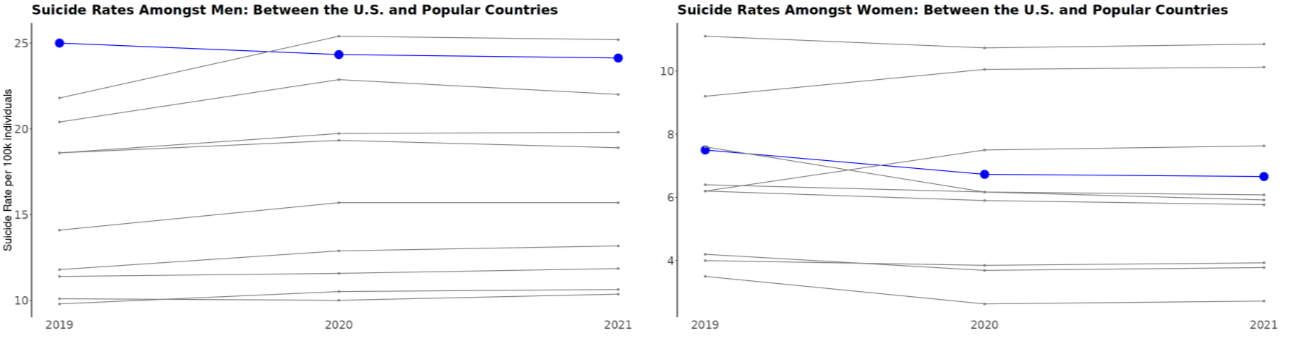 Suicide Rates Amongst Men: Between the U.S. and Popular Countries
Suicide Rate per 100k individuals
25
20
15
10
2019 2020 2021
Suicide Rates Amongst Women: Between the U.S. and Popular Countries
10
8
6
4
2019 2020 2021